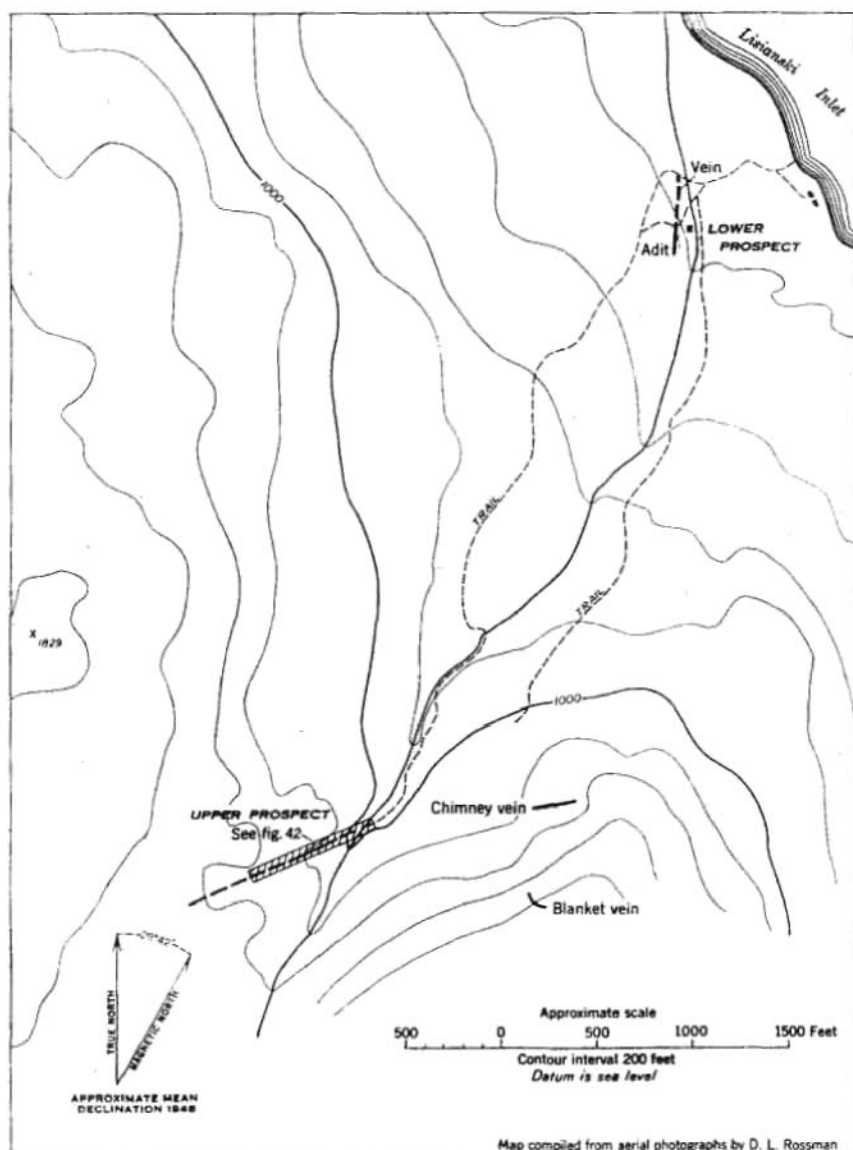 Lisianski
Inlet
1000
Vein
LOWER
PROSPECT
Adit
TRAIL
TRAIL
X
1829
1000
Chimney vein
UPPER PROSPECT
See fig. 42
Blanket vein
TRUE NORTH
MAGNETIC NORTH
APPROXIMATE MEAN
DECLINATION 1948
Approximate scale
500 0 500 1000 1500 Feet
Contour interval 200 feet
Datum is sea level
Map compiled from aerial photographs by D. L. Rossman